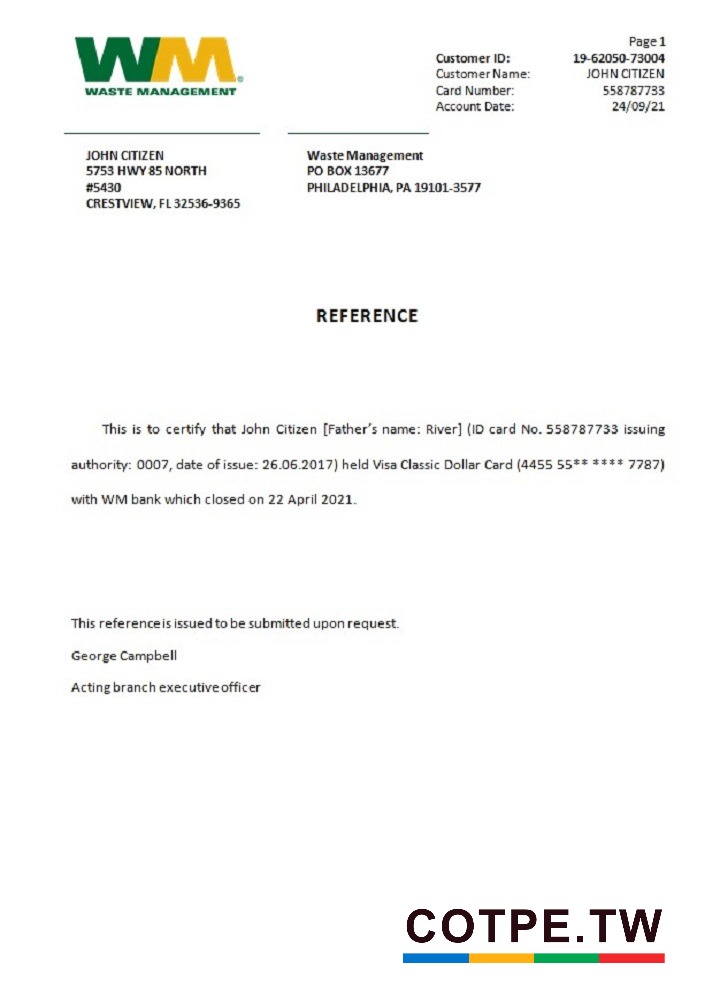 WM®
WASTE MANAGEMENT
Page 1
Customer ID: 19-62050-73004
Customer Name: JOHN CITIZEN
Card Number: 558787733
Account Date: 24/09/21
JOHN CITIZEN
5753 HWY 85 NORTH
#5430
CRESTVIEW, FL 32536-9365
Waste Management
PO BOX 13677
PHILADELPHIA, PA 19101-3577
REFERENCE
This is to certify that John Citizen [Father's name: River] (ID card No. 558787733 issuing
authority: 0007, date of issue: 26.06.2017) held Visa Classic Dollar Card (4455 55** **** 7787)
with WM bank which closed on 22 April 2021.
This reference is issued to be submitted upon request.
George Campbell
Acting branch executive officer
COTPE.TW